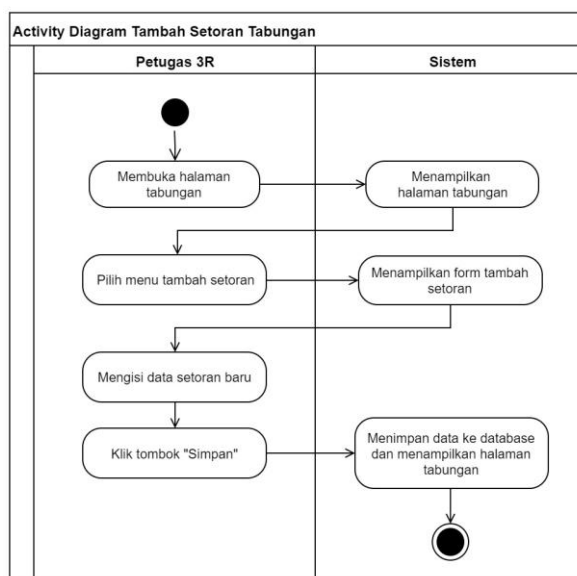 Activity Diagram Tambah Setoran Tabungan
Petugas 3R
Sistem
Membuka halaman
tabungan
Menampilkan
halaman tabungan
Pilih menu tambah setoran
Menampilkan form tambah
setoran
Mengisi data setoran baru
Klik tombok "Simpan"
Menimpan data ke database
dan menampilkan halaman
tabungan